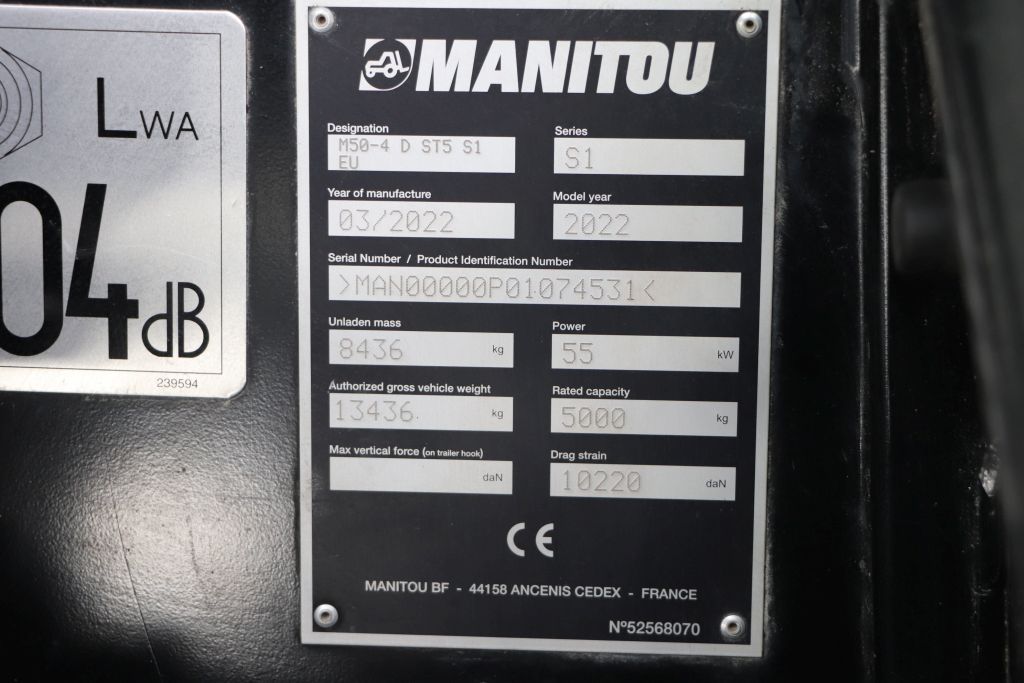 LWA
04dB
239594
MANITOU
Designation
M50-4 D ST5 S1
EU
Series
S1
Year of manufacture
03/2022
Model year
2022
Serial Number / Product Identification Number
>MAN00000P01074531<
Unladen mass
8436 kg
Power
55 kW
Authorized gross vehicle weight
13436 kg
Rated capacity
5000 kg
Max vertical force (on trailer hook)
daN
Drag strain
10220 daN
CE
MANITOU BF - 44158 ANCENIS CEDEX - FRANCE
Nº52568070